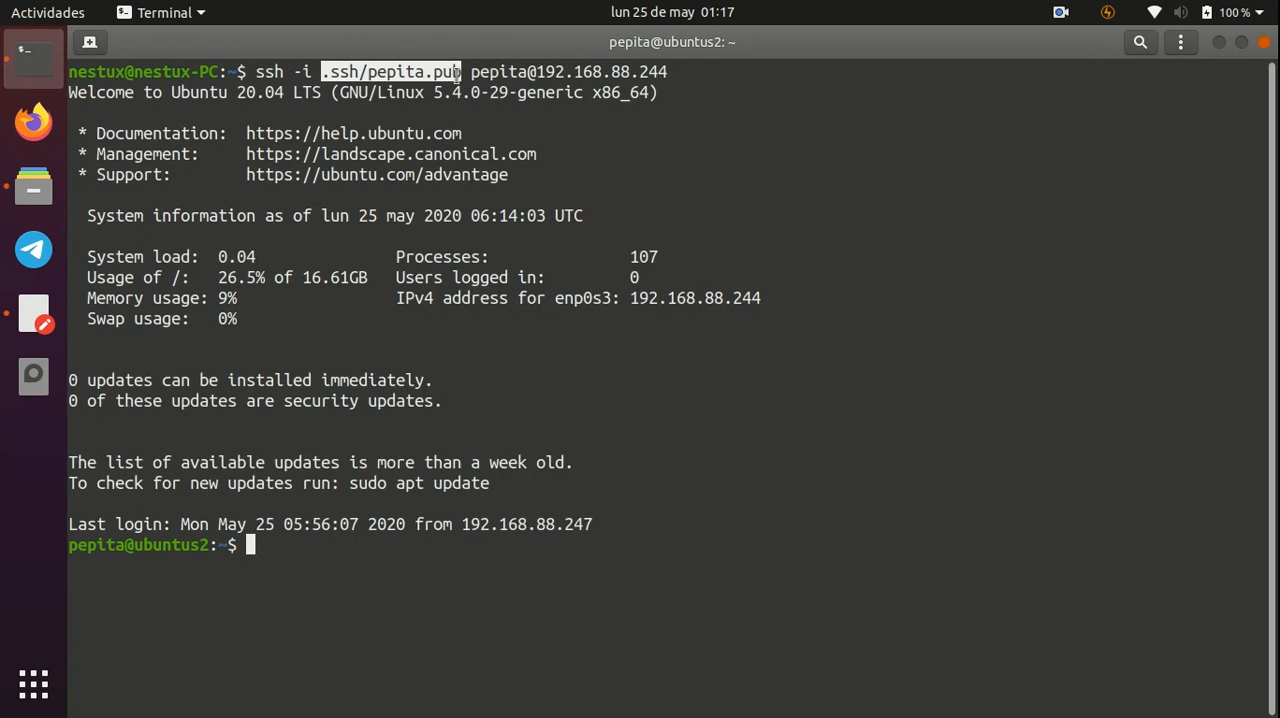 Actividades Terminal lun 25 de may 01:17 100 %
pepita@ubuntus2: ~
nestux@nestux-PC:~$ ssh -i .ssh/pepita.pub pepita@192.168.88.244
Welcome to Ubuntu 20.04 LTS (GNU/Linux 5.4.0-29-generic x86_64)
* Documentation: https://help.ubuntu.com
* Management: https://landscape.canonical.com
* Support: https://ubuntu.com/advantage
System information as of lun 25 may 2020 06:14:03 UTC
System load: 0.04 Processes: 107
Usage of /: 26.5% of 16.61GB Users logged in: 0
Memory usage: 9% IPv4 address for enp0s3: 192.168.88.244
Swap usage: 0%
0 updates can be installed immediately.
0 of these updates are security updates.
The list of available updates is more than a week old.
To check for new updates run: sudo apt update
Last login: Mon May 25 05:56:07 2020 from 192.168.88.247
pepita@ubuntus2:~$